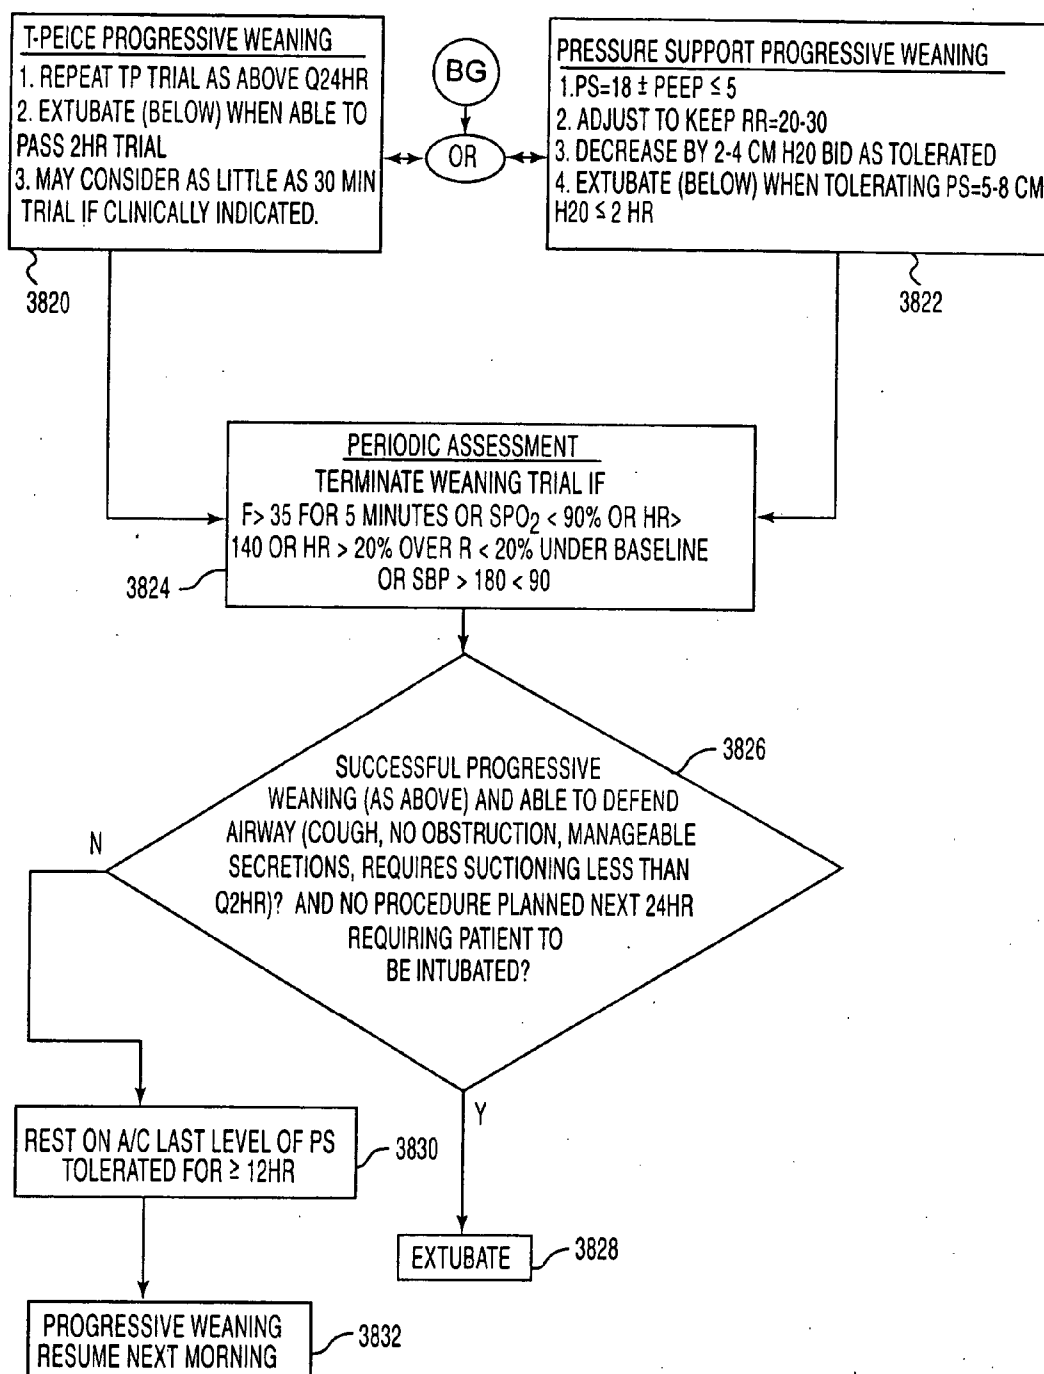 T-PEICE PROGRESSIVE WEANING
1. REPEAT TP TRIAL AS ABOVE Q24HR
2. EXTUBATE (BELOW) WHEN ABLE TO
PASS 2HR TRIAL
3. MAY CONSIDER AS LITTLE AS 30 MIN
TRIAL IF CLINICALLY INDICATED.
3820
BG
OR
PRESSURE SUPPORT PROGRESSIVE WEANING
1.PS=18 ± PEEP ≤ 5
2. ADJUST TO KEEP RR=20-30
3. DECREASE BY 2-4 CM H20 BID AS TOLERATED
4. EXTUBATE (BELOW) WHEN TOLERATING PS=5-8 CM
H20 ≤ 2 HR
3822
PERIODIC ASSESSMENT
TERMINATE WEANING TRIAL IF
F> 35 FOR 5 MINUTES OR SPO₂ < 90% OR HR>
140 OR HR > 20% OVER R < 20% UNDER BASELINE
OR SBP > 180 < 90
3824
SUCCESSFUL PROGRESSIVE
WEANING (AS ABOVE) AND ABLE TO DEFEND
AIRWAY (COUGH, NO OBSTRUCTION, MANAGEABLE
SECRETIONS, REQUIRES SUCTIONING LESS THAN
Q2HR)? AND NO PROCEDURE PLANNED NEXT 24HR
REQUIRING PATIENT TO
BE INTUBATED?
3826
N
Y
REST ON A/C LAST LEVEL OF PS
TOLERATED FOR ≥ 12HR
3830
EXTUBATE
3828
PROGRESSIVE WEANING
RESUME NEXT MORNING
3832